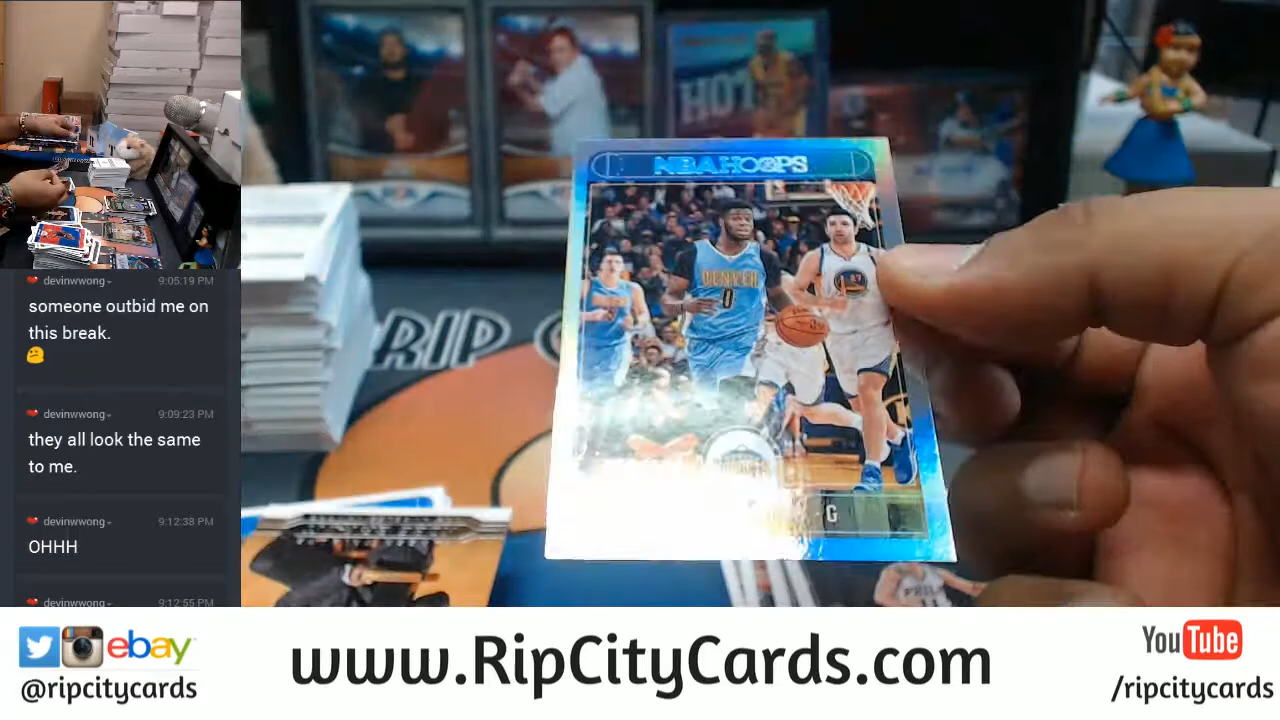 devinwwong 9:05:19 PM
someone outbid me on
this break.
devinwwong 9:09:23 PM
they all look the same
to me.
devinwwong 9:12:38 PM
OHHH
devinwwong 9:12:55 PM
HOT
NBA HOOPS
DENVER
0
G
RIP
PHILA
ebay
@ripcitycards
www.RipCityCards.com
YouTube
/ripcitycards